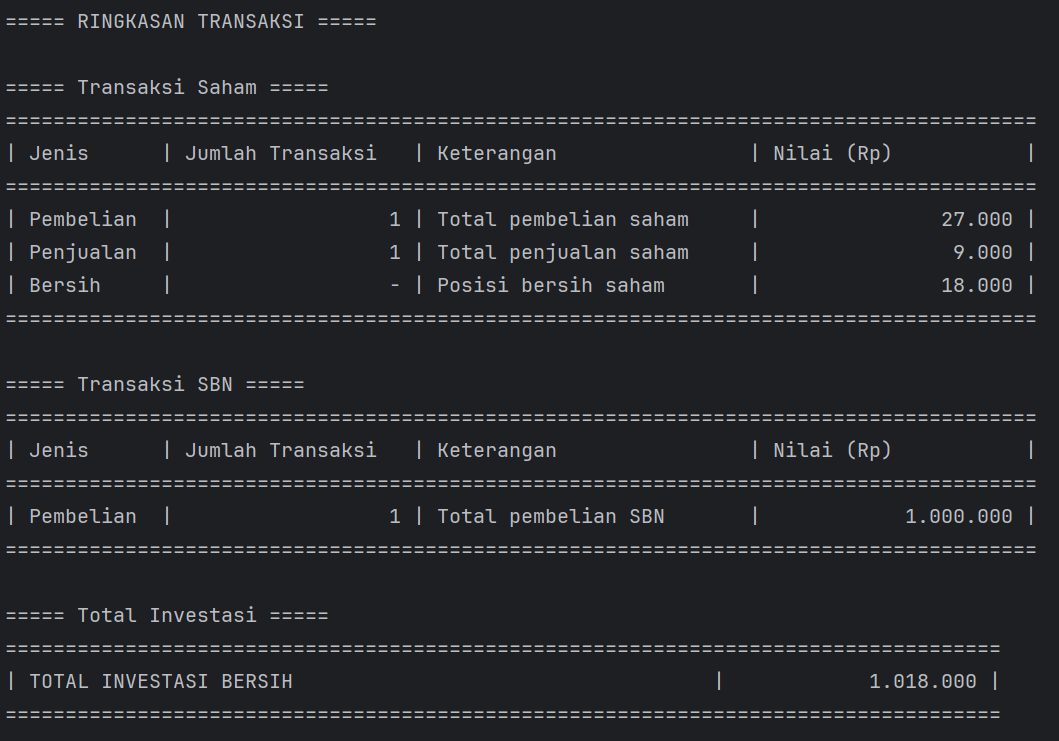 ===== RINGKASAN TRANSAKSI =====
===== Transaksi Saham =====
======================================================================================
| Jenis      | Jumlah Transaksi   | Keterangan                | Nilai (Rp)           |
======================================================================================
| Pembelian  |                  1 | Total pembelian saham     |               27.000 |
| Penjualan  |                  1 | Total penjualan saham     |                9.000 |
| Bersih     |                  - | Posisi bersih saham       |               18.000 |
======================================================================================
===== Transaksi SBN =====
======================================================================================
| Jenis      | Jumlah Transaksi   | Keterangan                | Nilai (Rp)           |
======================================================================================
| Pembelian  |                  1 | Total pembelian SBN       |            1.000.000 |
======================================================================================
===== Total Investasi =====
===================================================================================
| TOTAL INVESTASI BERSIH                                   |            1.018.000 |
===================================================================================